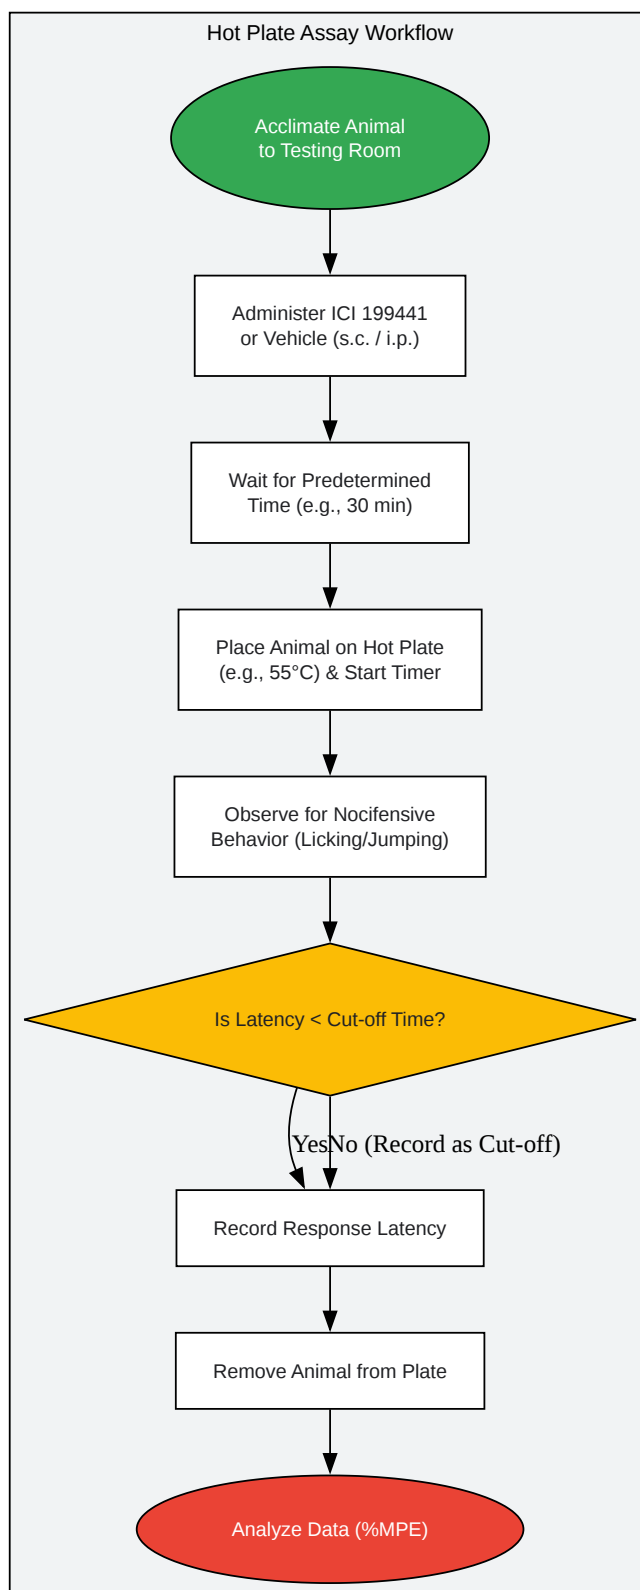 Hot Plate Assay Workflow
Acclimate Animal
to Testing Room
Administer ICI 199441
or Vehicle (s.c. / i.p.)
Wait for Predetermined
Time (e.g., 30 min)
Place Animal on Hot Plate
(e.g., 55°C) & Start Timer
Observe for Nocifensive
Behavior (Licking/Jumping)
Is Latency < Cut-off Time?
Yes
No (Record as Cut-off)
Record Response Latency
Remove Animal from Plate
Analyze Data (%MPE)